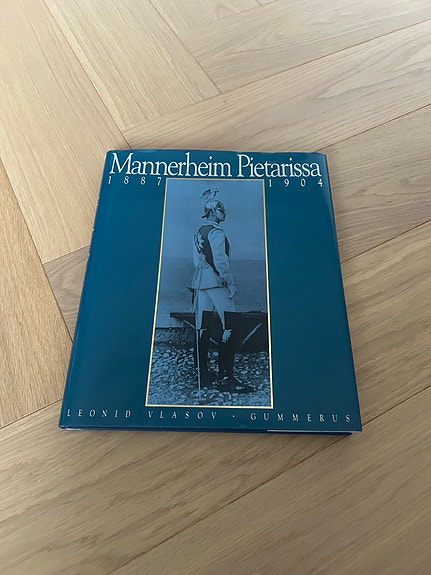 Mannerheim Pietarissa
1887 1904
LEONID VLASOV · GUMMERUS